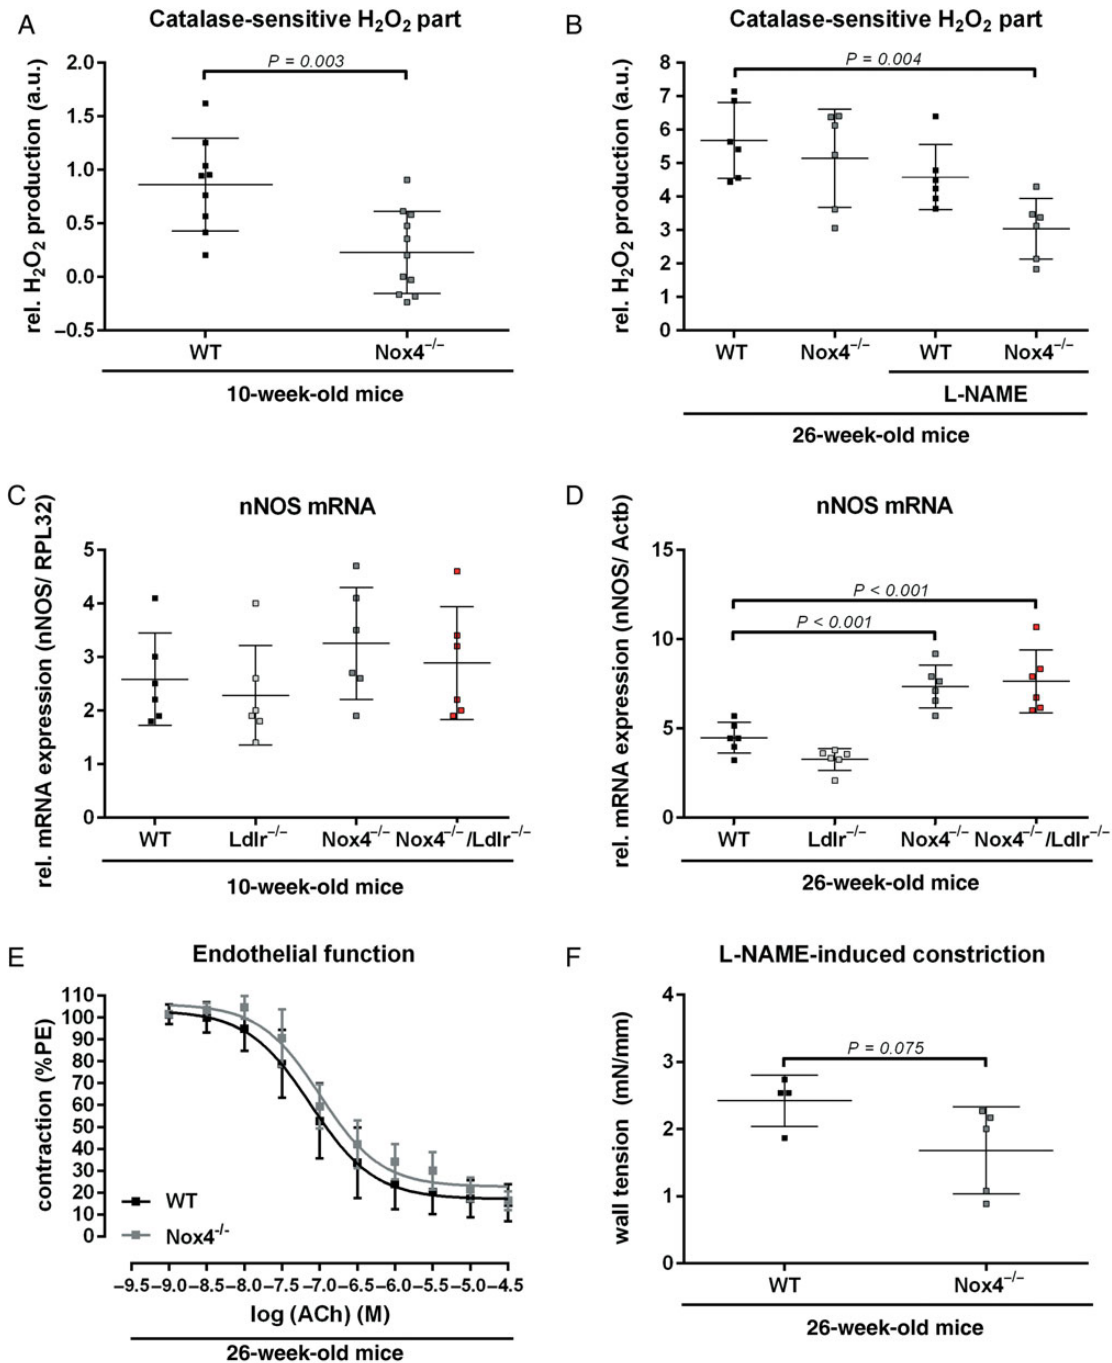 A
Catalase-sensitive H₂O₂ part
P = 0.003
rel. H₂O₂ production (a.u.)
2.0
1.5
1.0
0.5
0.0
−0.5
WT
Nox4⁻/⁻
10-week-old mice
B
Catalase-sensitive H₂O₂ part
P = 0.004
rel. H₂O₂ production (a.u.)
8
7
6
5
4
3
2
1
0
WT
Nox4⁻/⁻
WT
Nox4⁻/⁻
L-NAME
26-week-old mice
C
nNOS mRNA
rel. mRNA expression (nNOS/ RPL32)
5
4
3
2
1
0
WT
Ldlr⁻/⁻
Nox4⁻/⁻
Nox4⁻/⁻/Ldlr⁻/⁻
10-week-old mice
D
nNOS mRNA
rel. mRNA expression (nNOS/ Actb)
15
10
5
0
P < 0.001
P < 0.001
WT
Ldlr⁻/⁻
Nox4⁻/⁻
Nox4⁻/⁻/Ldlr⁻/⁻
26-week-old mice
E
Endothelial function
contraction (%PE)
110
100
90
80
70
60
50
40
30
20
10
0
WT
Nox4⁻/⁻
−9.5 −9.0 −8.5 −8.0 −7.5 −7.0 −6.5 −6.0 −5.5 −5.0 −4.5
log (ACh) (M)
26-week-old mice
F
L-NAME-induced constriction
wall tension (mN/mm)
4
3
2
1
0
P = 0.075
WT
Nox4⁻/⁻
26-week-old mice